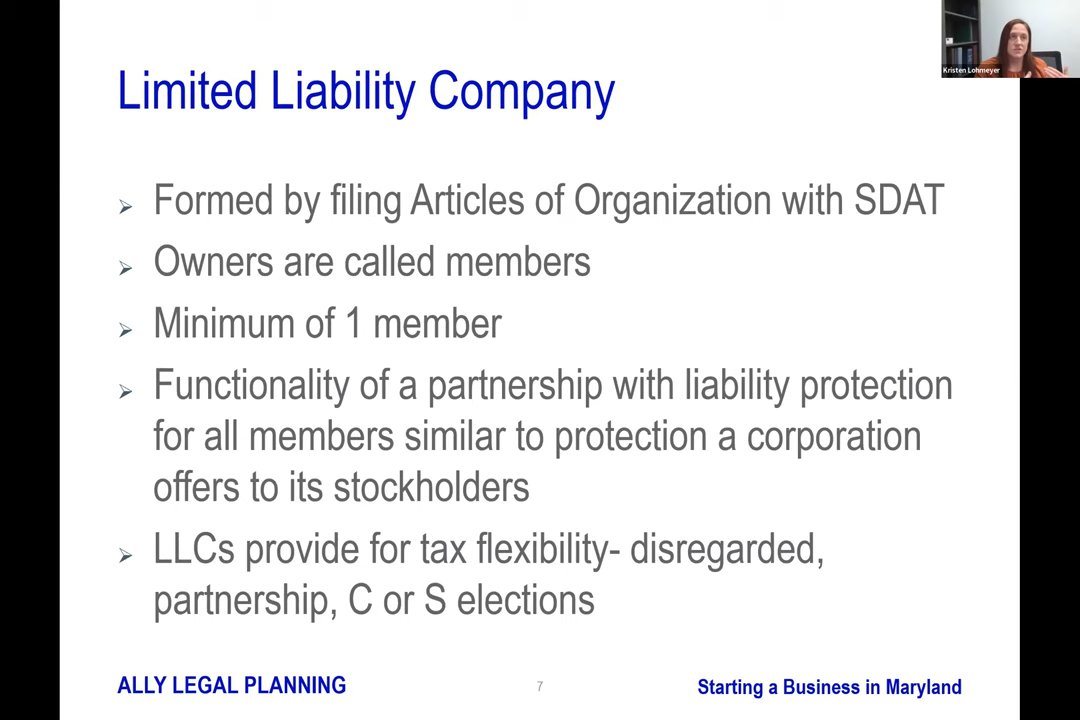 Kristen Lohmeyer
Limited Liability Company
Formed by filing Articles of Organization with SDAT
Owners are called members
Minimum of 1 member
Functionality of a partnership with liability protection
for all members similar to protection a corporation
offers to its stockholders
LLCs provide for tax flexibility- disregarded,
partnership, C or S elections
ALLY LEGAL PLANNING
7
Starting a Business in Maryland